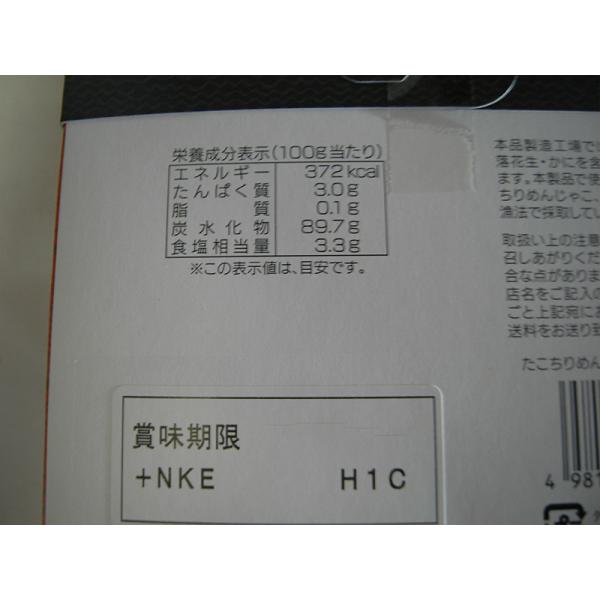 栄養成分表示(100g当たり)
エネルギー 372kcal
たんぱく質 3.0g
脂質 0.1g
炭水化物 89.7g
食塩相当量 3.3g
※この表示値は、目安です。
賞味期限
+NKE H1C
本品製造工場では
落花生・かにを含
ます。本製品で使
ちりめんじゃこ、
漁法で採取してい
取扱い上の注意
召しあがりくだ
合な点がありま
店名をご記入の
ごと上記宛にお
送料をお送り致
たこちりめん
4 981